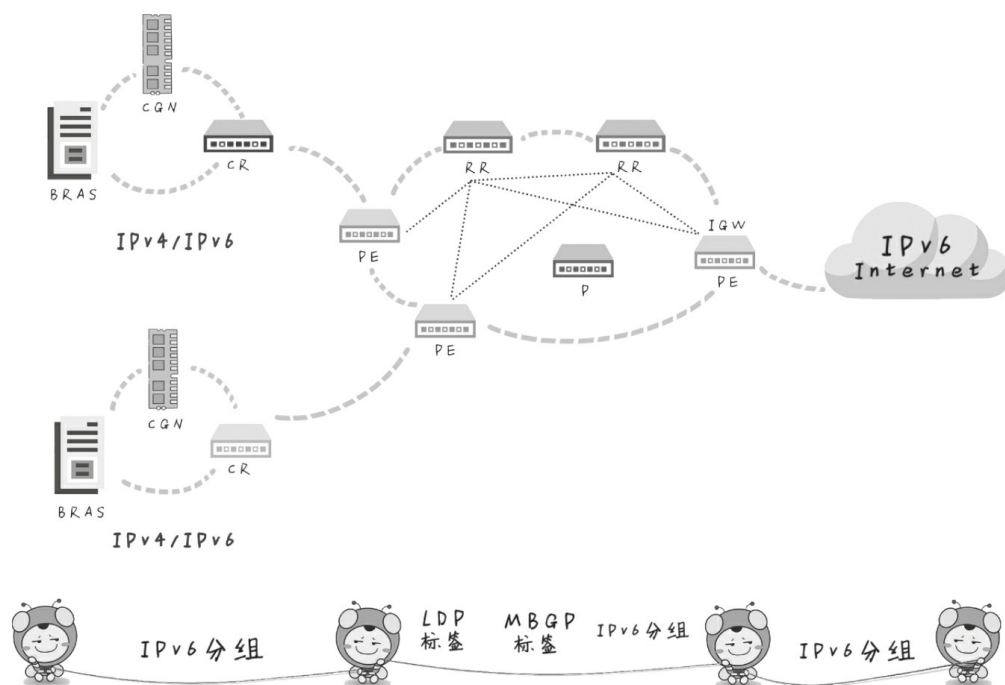 CGN
CR
BRAS
IPv4/IPv6
RR
RR
PE
IGW
PE
P
PE
IPv6
Internet
CGN
CR
BRAS
IPv4/IPv6
IPv6分组
LDP
标签
MBGP
标签
IPv6分组
IPv6分组